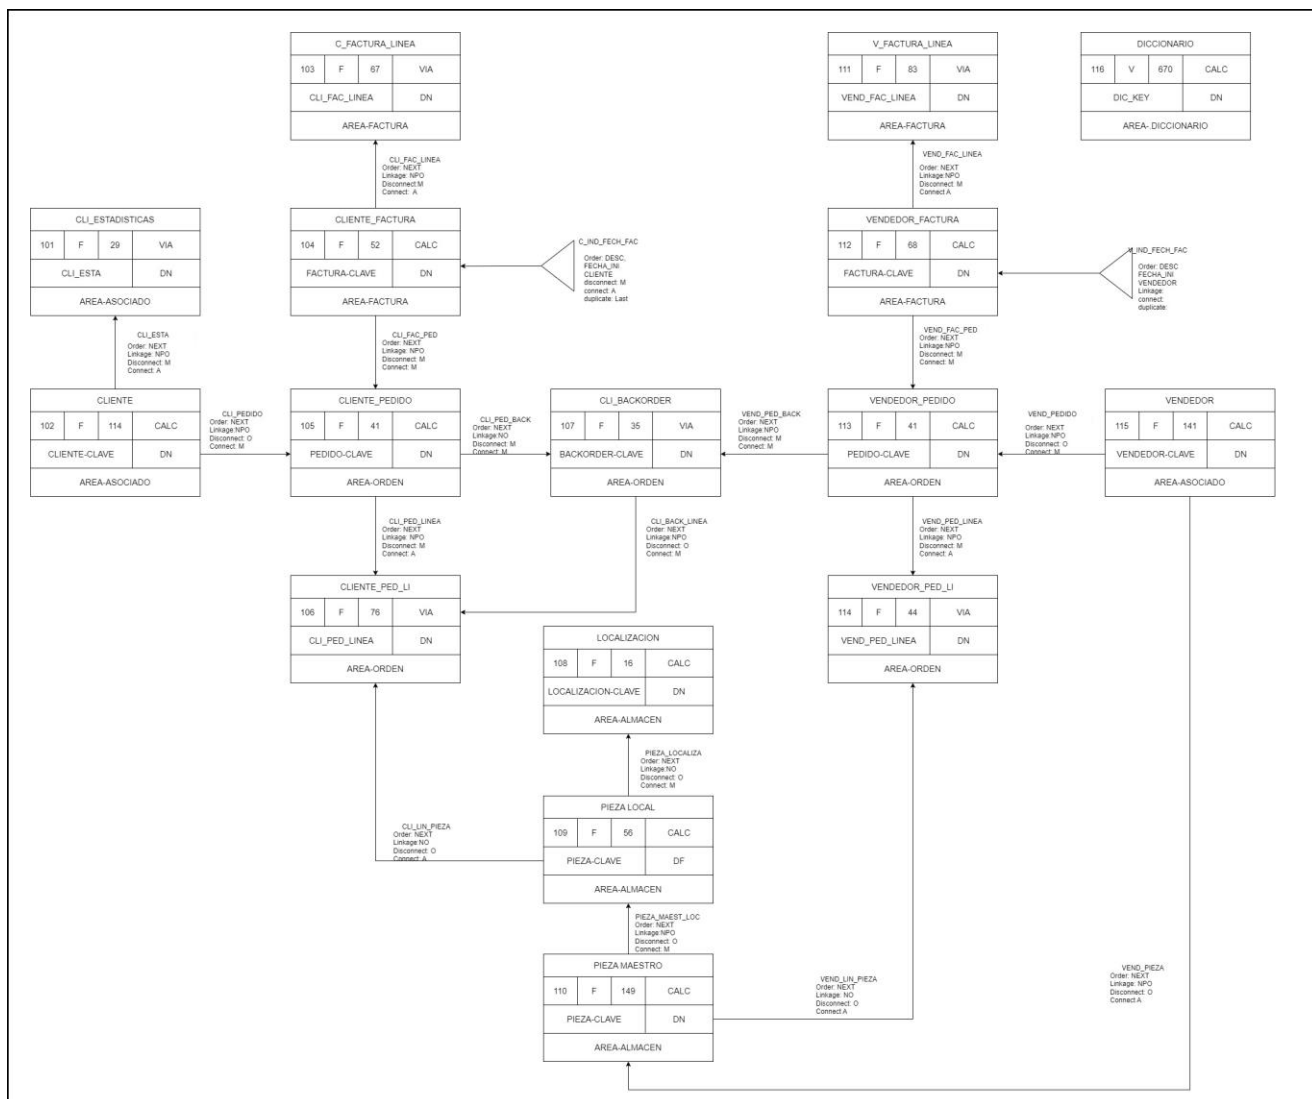 C_FACTURA_LINEA
103 F 67 VIA
CLI_FAC_LINEA DN
AREA-FACTURA
V_FACTURA_LINEA
111 F 83 VIA
VEND_FAC_LINEA DN
AREA-FACTURA
DICCIONARIO
116 V 670 CALC
DIC_KEY DN
AREA-.DICCIONARIO
CLI_FAC_LINEA
Order: NEXT
Linkage: NPO
Disconnect:M
Connect: A
VEND_FAC_LINEA
Order: NEXT
Linkage:NPO
Disconnect: M
Connect A
CLI_ESTADISTICAS
101 F 29 VIA
CLI_ESTA DN
AREA-ASOCIADO
CLIENTE_FACTURA
104 F 52 CALC
FACTURA-CLAVE DN
AREA-FACTURA
C_IND_FECH_FAC
Order: DESC,
FECHA_INI
CLIENTE
disconnect: M
connect: A
duplicate: Last
VENDEDOR_FACTURA
112 F 68 CALC
FACTURA-CLAVE DN
AREA-FACTURA
_IND_FECH_FAC
Order: DESC
FECHA_INI
VENDEDOR
Linkage:
connect:
duplicate:
CLI_ESTA
Order: NEXT
Linkage: NPO
Disconnect: M
Connect: A
CLI_FAC_PED
Order: NEXT
Linkage: NPO
Disconnect: M
Connect: M
VEND_FAC_PED
Order: NEXT
Linkage:NPO
Disconnect: M
Connect: M
CLIENTE
102 F 114 CALC
CLIENTE-CLAVE DN
AREA-ASOCIADO
CLI_PEDIDO
Order: NEXT
Linkage:NPO
Disconnect: O
Connect: M
CLIENTE_PEDIDO
105 F 41 CALC
PEDIDO-CLAVE DN
AREA-ORDEN
CLI_PED_BACK
Order: NEXT
Linkage:NO
Disconnect: M
Connect: M
CLI_BACKORDER
107 F 35 VIA
BACKORDER-CLAVE DN
AREA-ORDEN
VEND_PED_BACK
Order: NEXT
Linkage:NPO
Disconnect: M
Connect: M
VENDEDOR_PEDIDO
113 F 41 CALC
PEDIDO-CLAVE DN
AREA-ORDEN
VEND_PEDIDO
Order: NEXT
Linkage:NPO
Disconnect: O
Connect: M
VENDEDOR
115 F 141 CALC
VENDEDOR-CLAVE DN
AREA-ASOCIADO
CLI_PED_LINEA
Order: NEXT
Linkage: NPO
Disconnect: M
Connect: A
CLI_BACK_LINEA
Order: NEXT
Linkage:NPO
Disconnect: O
Connect: M
VEND_PED_LINEA
Order: NEXT
Linkage:NPO
Disconnect: M
Connect: A
CLIENTE_PED_LI
106 F 76 VIA
CLI_PED_LINEA DN
AREA-ORDEN
VENDEDOR_PED_LI
114 F 44 VIA
VEND_PED_LINEA DN
AREA-ORDEN
LOCALIZACION
108 F 16 CALC
LOCALIZACION-CLAVE DN
AREA-ALMACEN
PIEZA_LOCALIZA
Order: NEXT
Linkage:NO
Disconnect: O
Connect: M
CLI_LIN_PIEZA
Order: NEXT
Linkage:NO
Disconnect: O
Connect: A
PIEZA LOCAL
109 F 56 CALC
PIEZA-CLAVE DF
AREA-ALMACEN
PIEZA_MAEST_LOC
Order: NEXT
Linkage:NPO
Disconnect: O
Connect: M
PIEZA MAESTRO
110 F 149 CALC
PIEZA-CLAVE DN
AREA-ALMACEN
VEND_LIN_PIEZA
Order: NEXT
Linkage: NO
Disconnect: O
Connect:A
VEND_PIEZA
Order: NEXT
Linkage: NPO
Disconnect: O
Connect:A